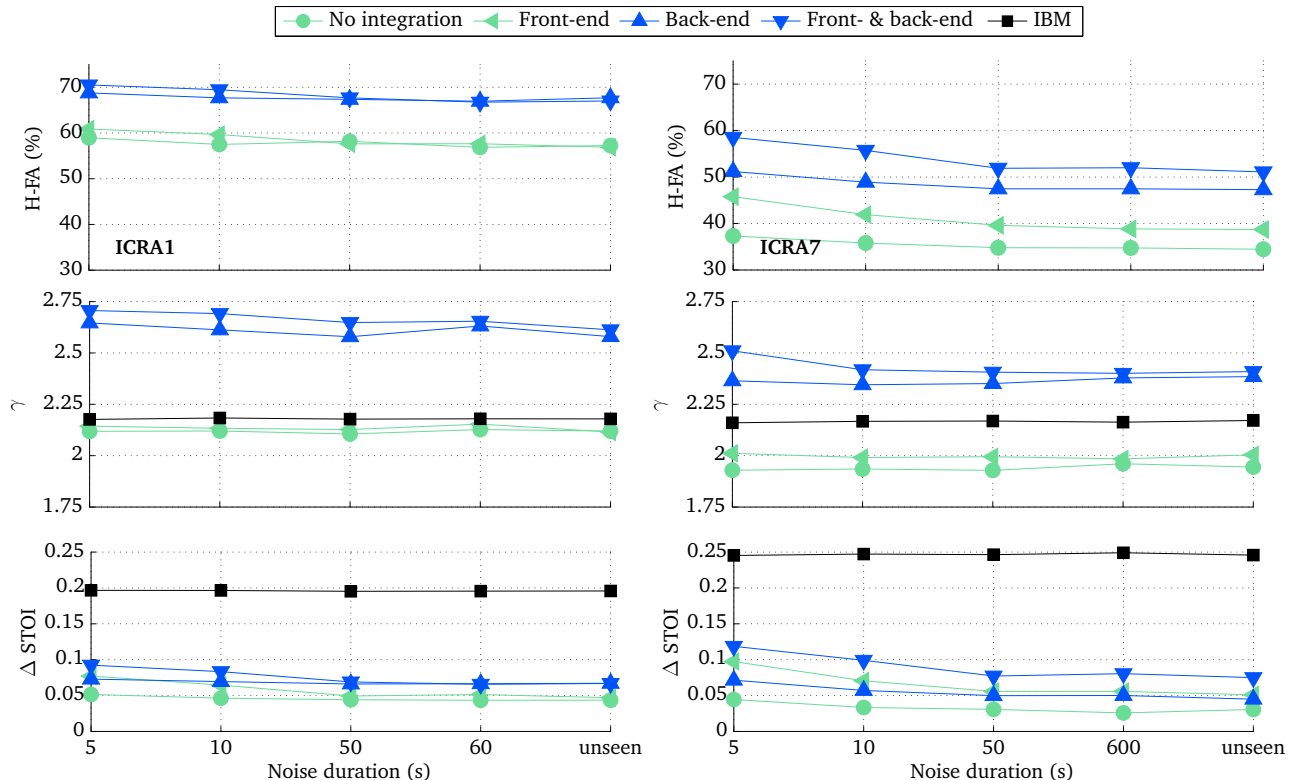 No integration Front-end Back-end Front- & back-end IBM
H-FA (%)
70
60
50
40
30
ICRA1
H-FA (%)
70
60
50
40
30
ICRA7
γ
2.75
2.5
2.25
2
1.75
γ
2.75
2.5
2.25
2
1.75
Δ STOI
0.25
0.2
0.15
0.1
0.05
0
5 10 50 60 unseen
Noise duration (s)
Δ STOI
0.25
0.2
0.15
0.1
0.05
0
5 10 50 600 unseen
Noise duration (s)